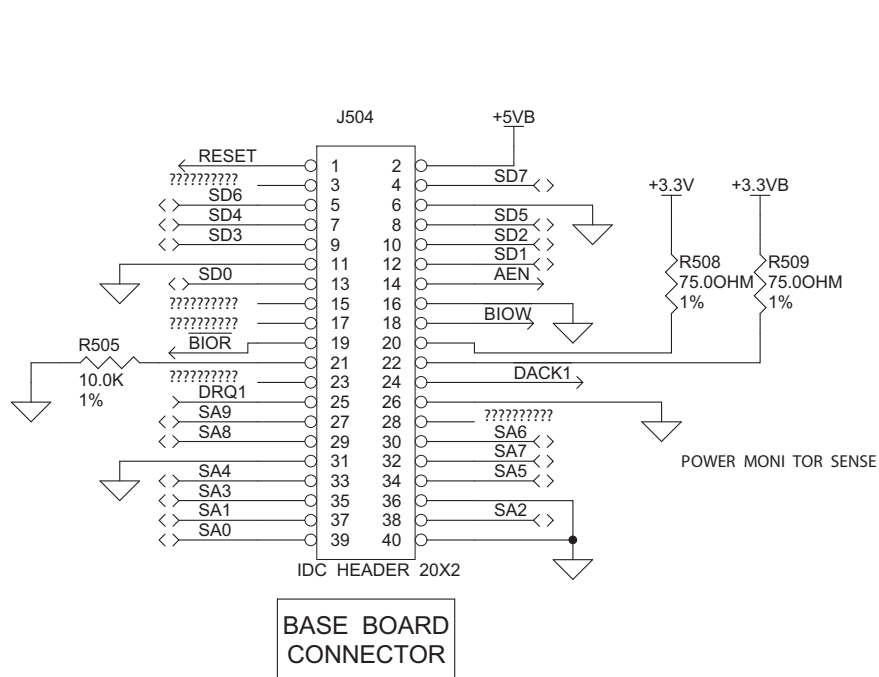 J504
+5VB
RESET 1 2
?????????? 3 4 SD7
SD6 5 6
SD4 7 8 SD5
SD3 9 10 SD2
11 12 SD1
SD0 13 14 AEN
?????????? 15 16
?????????? 17 18 BIOW
BIOR 19 20
21 22
?????????? 23 24 DACK1
DRQ1 25 26
SA9 27 28 ??????????
SA8 29 30 SA6
31 32 SA7
SA4 33 34 SA5
SA3 35 36
SA1 37 38 SA2
SA0 39 40
IDC HEADER 20X2
+3.3V +3.3VB
R508 R509
75.0OHM 75.0OHM
1% 1%
R505
10.0K
1%
POWER MONI TOR SENSE
BASE BOARD
CONNECTOR